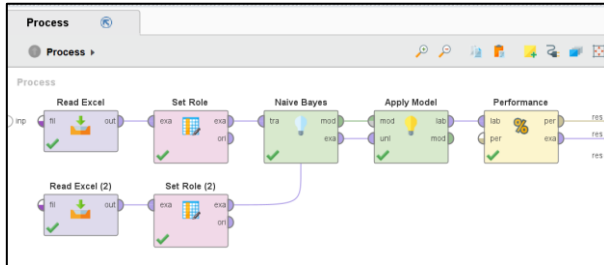 Process
Process
Process
Read Excel
Set Role
Naive Bayes
Apply Model
Performance
inp
fil
out
exa
exa
tra
mod
mod
lab
lab
per
res
ori
exa
unl
mod
per
exa
res
res
Read Excel (2)
Set Role (2)
fil
out
exa
exa
ori